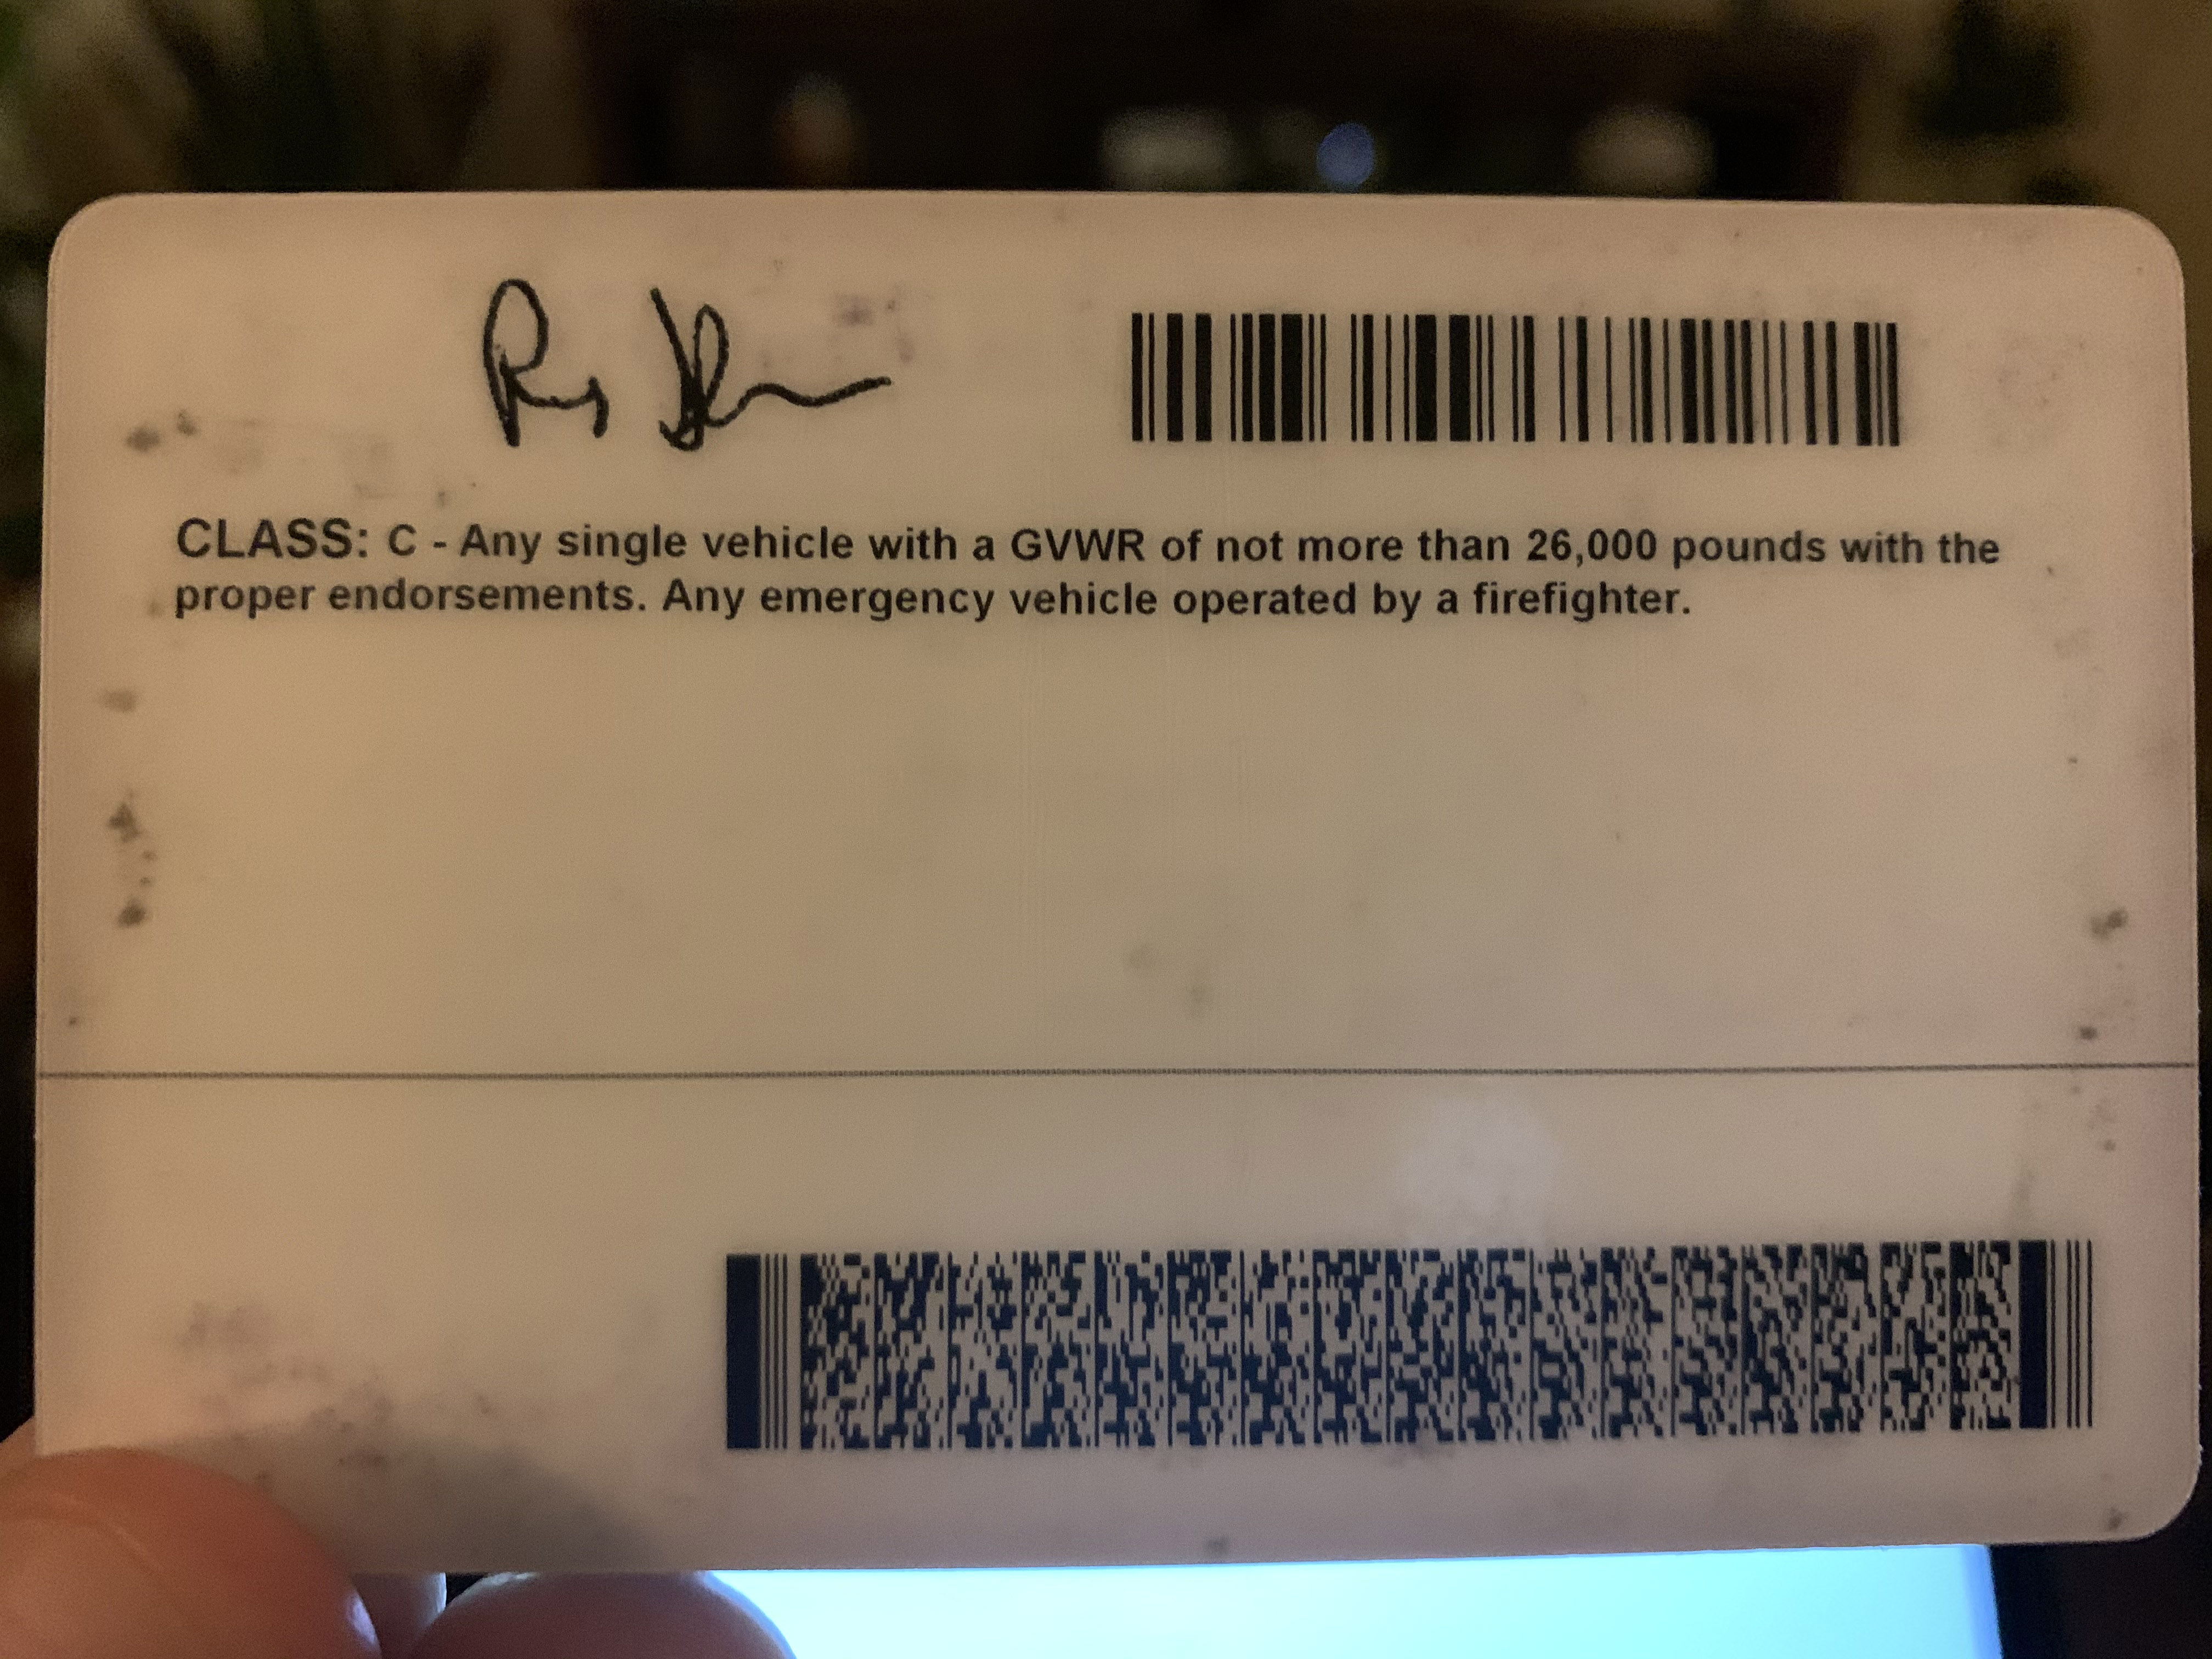 CLASS: C - Any single vehicle with a GVWR of not more than 26,000 pounds with the
proper endorsements. Any emergency vehicle operated by a firefighter.